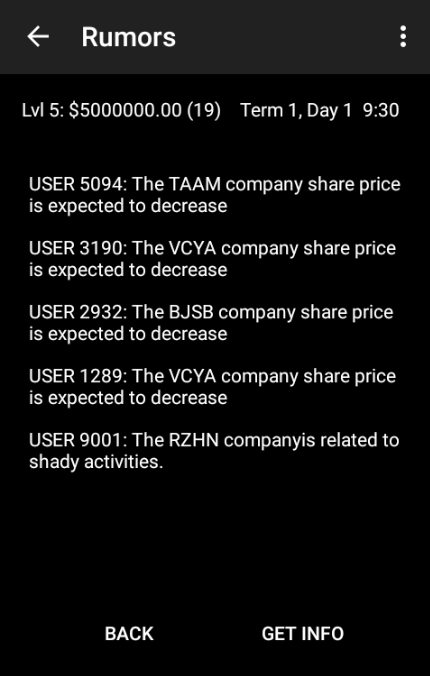 Rumors
Lvl 5: $5000000.00 (19) Term 1, Day 1 9:30
USER 5094: The TAAM company share price
is expected to decrease
USER 3190: The VCYA company share price
is expected to decrease
USER 2932: The BJSB company share price
is expected to decrease
USER 1289: The VCYA company share price
is expected to decrease
USER 9001: The RZHN companyis related to
shady activities.
BACK GET INFO